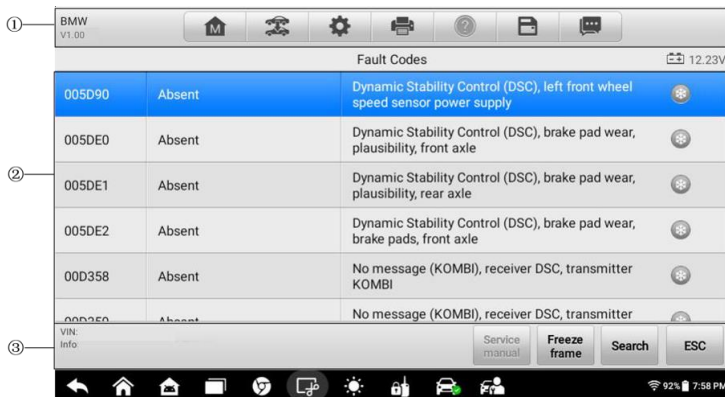 ①
BMW
V1.00
M
?
Fault Codes
12.23V
②
005D90 Absent Dynamic Stability Control (DSC), left front wheel
speed sensor power supply
005DE0 Absent Dynamic Stability Control (DSC), brake pad wear,
plausibility, front axle
005DE1 Absent Dynamic Stability Control (DSC), brake pad wear,
plausibility, rear axle
005DE2 Absent Dynamic Stability Control (DSC), brake pad wear,
brake pads, front axle
00D358 Absent No message (KOMBI), receiver DSC, transmitter
KOMBI
Absent No message (KOMBI), receiver DSC, transmitter
③
VIN:
Info:
Service
manual
Freeze
frame
Search
ESC
92% 7:58 PM